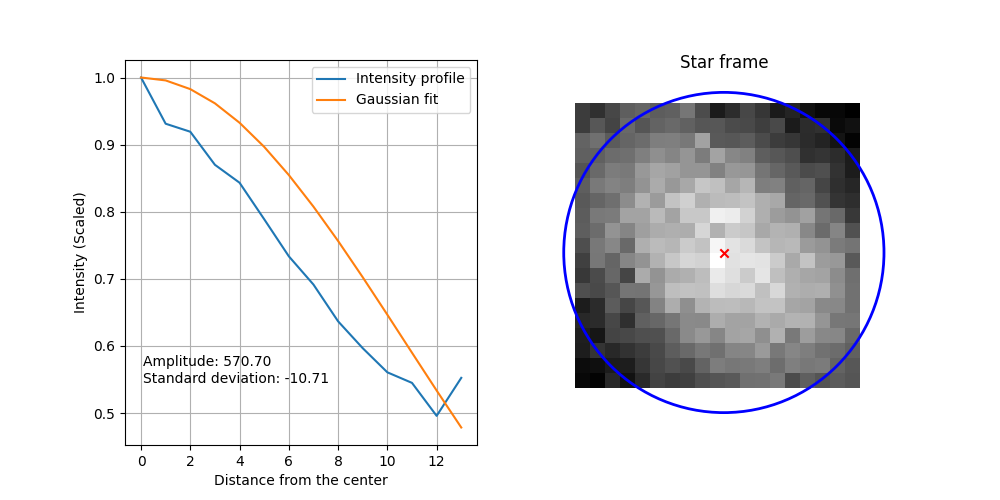 Star frame
Intensity profile
Gaussian fit
1.0
0.9
0.8
0.7
0.6
0.5
Intensity (Scaled)
Amplitude: 570.70
Standard deviation: -10.71
0 2 4 6 8 10 12
Distance from the center